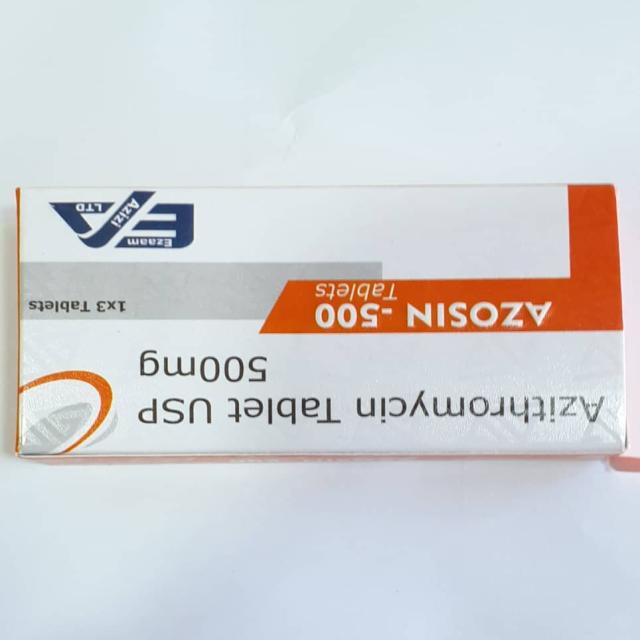 Azithromycin Tablet USP
500mg
AZOSIN -500
Tablets
1x3 Tablets
Ezaam
Azizi
LTD